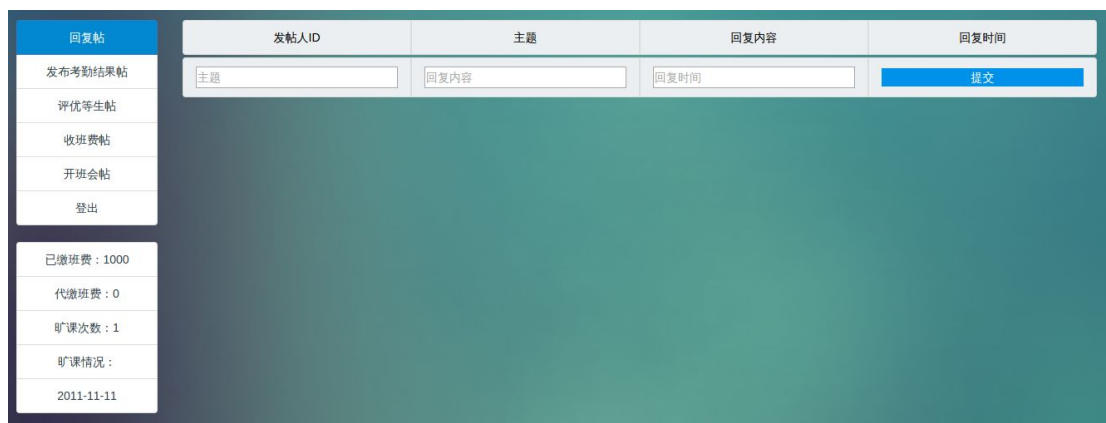 回复帖
发布考勤结果帖
评优等生帖
收班费帖
开班会帖
登出
已缴班费：1000
代缴班费：0
旷课次数：1
旷课情况：
2011-11-11
发帖人ID 主题 回复内容 回复时间
主题 回复内容 回复时间 提交